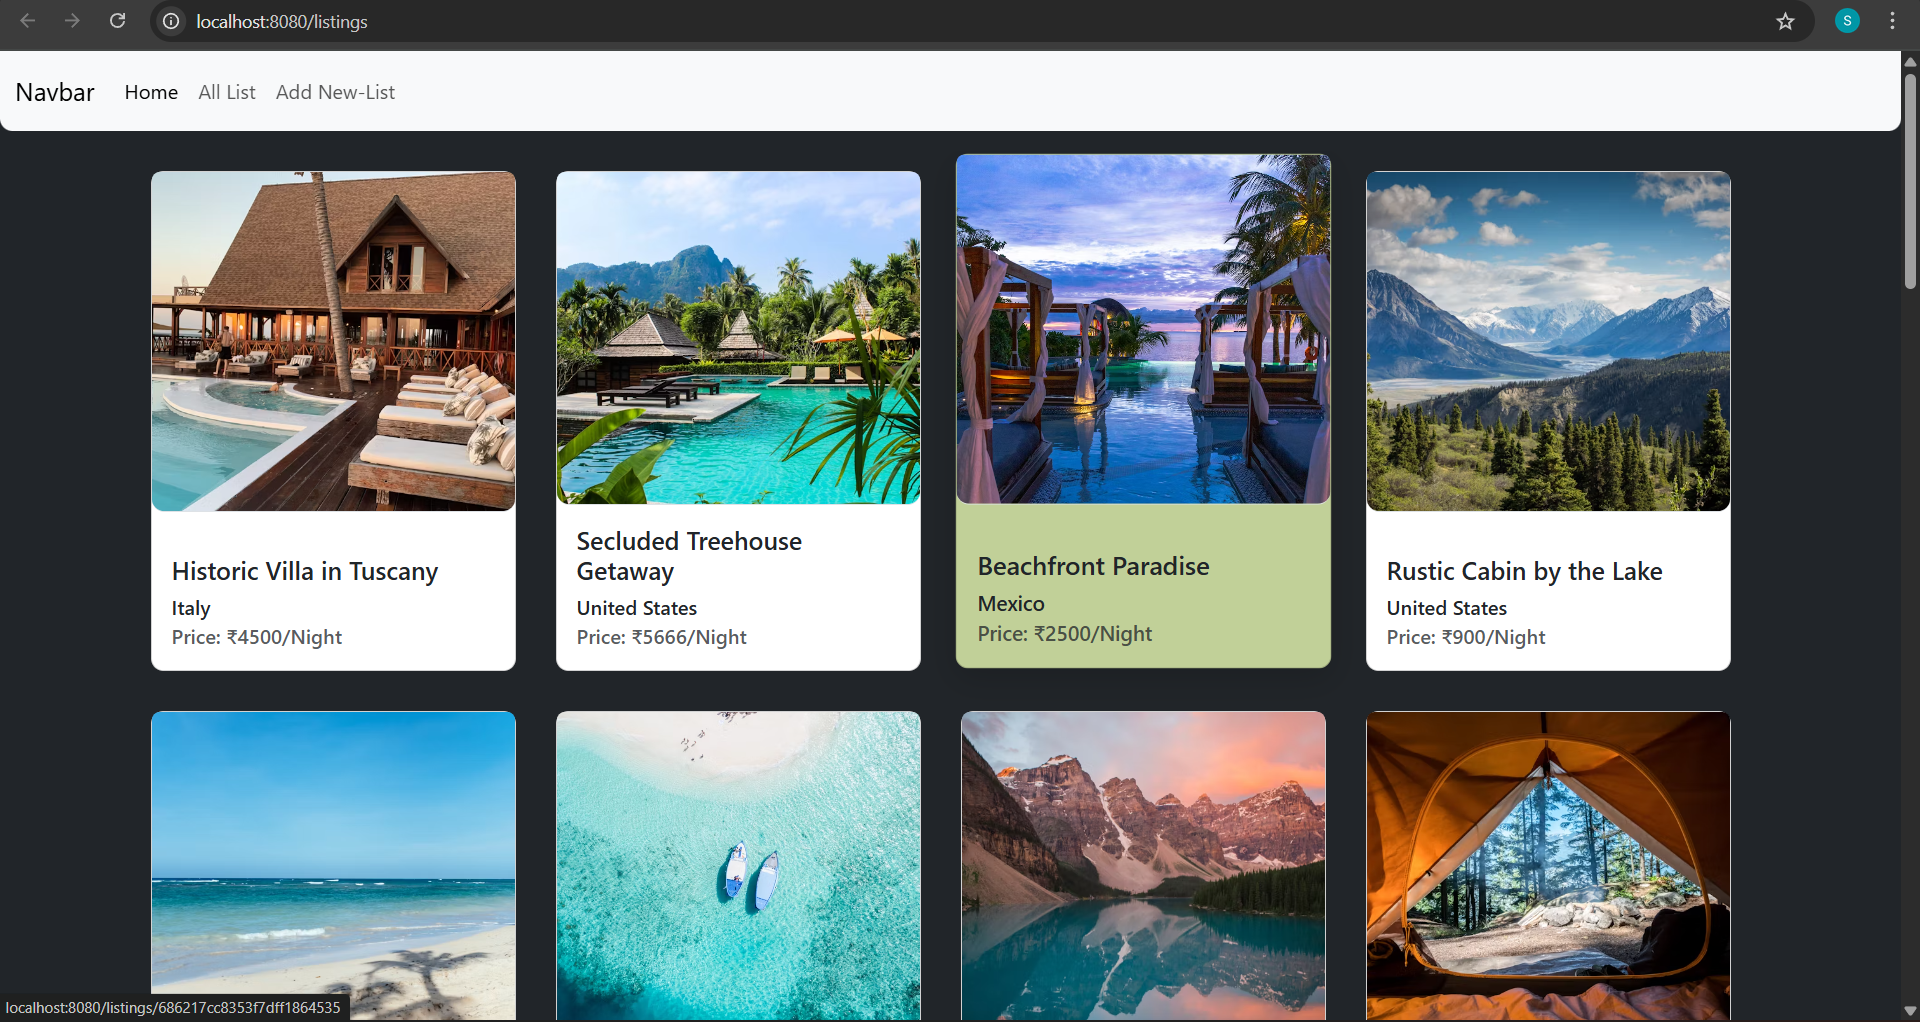 localhost:8080/listings
S
Navbar Home All List Add New-List
Historic Villa in Tuscany
Italy
Price: ₹4500/Night
Secluded Treehouse
Getaway
United States
Price: ₹5666/Night
Beachfront Paradise
Mexico
Price: ₹2500/Night
Rustic Cabin by the Lake
United States
Price: ₹900/Night
localhost:8080/listings/686217cc8353f7dff1864535